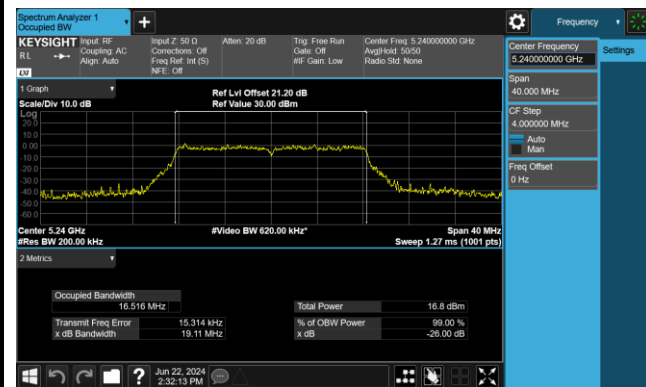 Spectrum Analyzer 1
Occupied BW
+
Frequency
KEYSIGHT
Input: RF
Coupling: AC
Align: Auto
Input Z: 50 Ω
Corrections: Off
Freq Ref: Int (S)
NFE: Off
Atten: 20 dB
Trig: Free Run
Gate: Off
#IF Gain: Low
Center Freq: 5.240000000 GHz
Avg|Hold: 50/50
Radio Std: None
RL
LXI
Center Frequency
5.240000000 GHz
Settings
Span
40.000 MHz
CF Step
4.000000 MHz
Auto
Man
Freq Offset
0 Hz
1 Graph
Scale/Div 10.0 dB
Ref Lvl Offset 21.20 dB
Ref Value 30.00 dBm
Log
20.0
10.0
0.00
-10.0
-20.0
-30.0
-40.0
-50.0
-60.0
Center 5.24 GHz
#Res BW 200.00 kHz
#Video BW 620.00 kHz*
Span 40 MHz
Sweep 1.27 ms (1001 pts)
2 Metrics
Occupied Bandwidth
16.516 MHz
Total Power 16.8 dBm
Transmit Freq Error 15.314 kHz
% of OBW Power 99.00 %
x dB Bandwidth 19.11 MHz
x dB -26.00 dB
?
Jun 22, 2024
2:32:13 PM